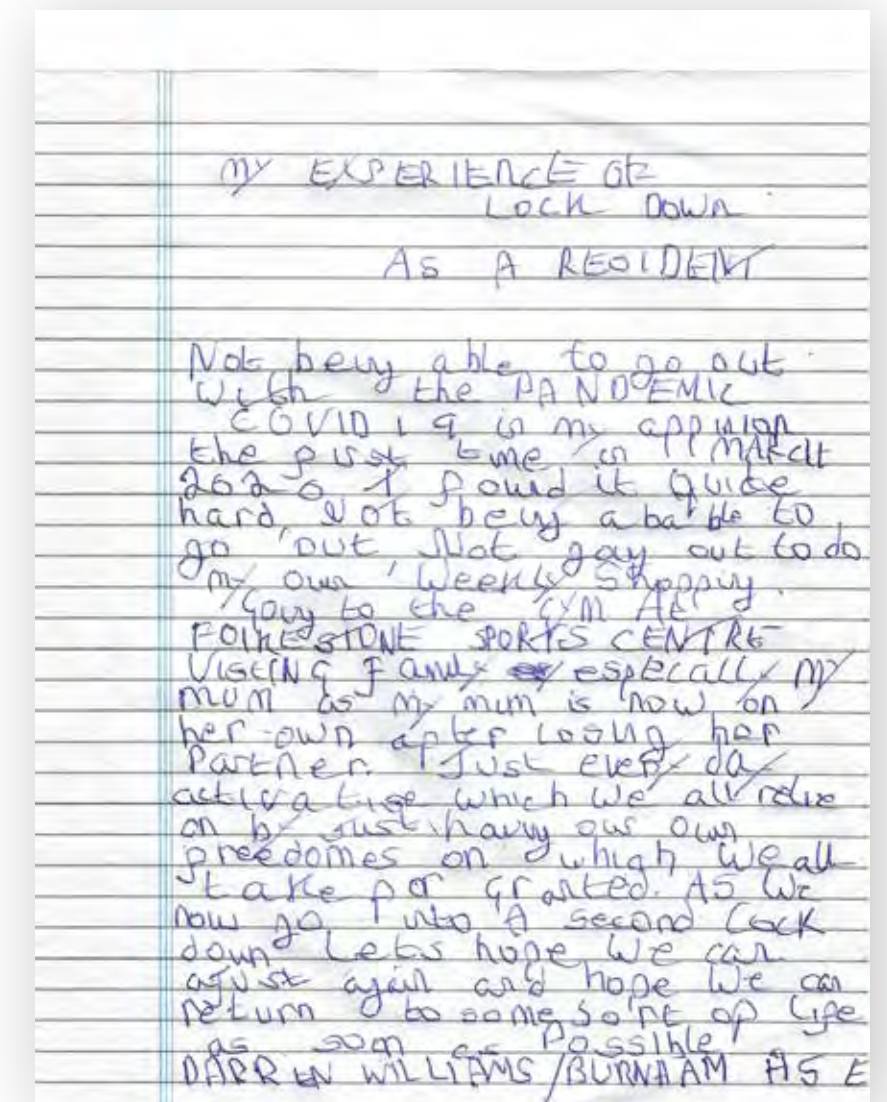 MY EXPERIENCE OF
LOCK DOWN
AS A RESIDENT
Not being able to go out
with the PANDEMIC
COVID 19 in my appinion
the first time in MARCH
2020 I found it quite
hard, Not being a ba ble to
go out Not goy out to do
my own Weekly Shopping.
Going to the GYM At
FOLKESTONE SPORTS CENTRE
VISETING Family especally my
MUM as my mum is now on
her own after loosing her
Partner. Just every day
which we all relie
on by Just having our own
freedomes on which we all
take for Granted. As we
now go into A second Lock
down Lets hope we can
ajust again and hope we can
return to some sort of life
as soon as Possible
DARREN WILLIAMS / BURNHAM